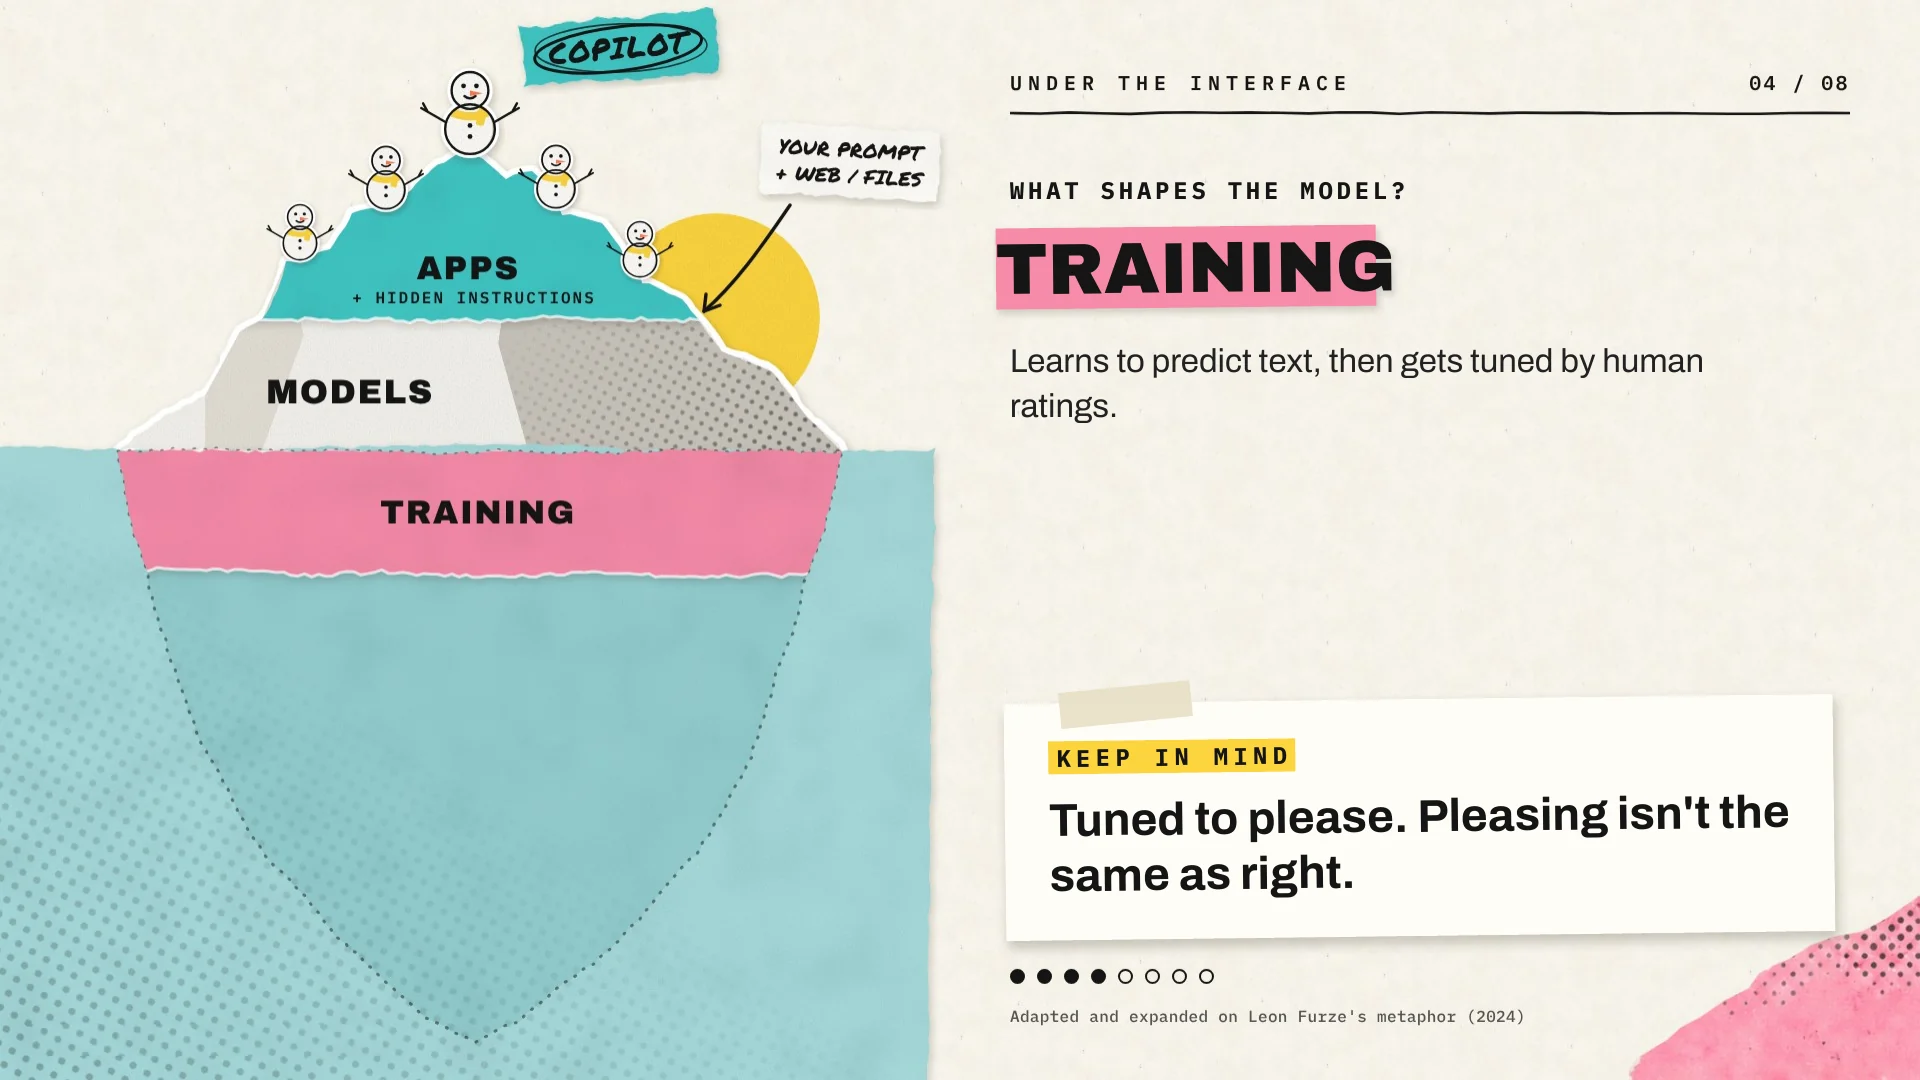 COPILOT
YOUR PROMPT
+ WEB / FILES
APPS
+ HIDDEN INSTRUCTIONS
MODELS
TRAINING
UNDER THE INTERFACE
04 / 08
WHAT SHAPES THE MODEL?
TRAINING
Learns to predict text, then gets tuned by human
ratings.
KEEP IN MIND
Tuned to please. Pleasing isn't the
same as right.
Adapted and expanded on Leon Furze's metaphor (2024)